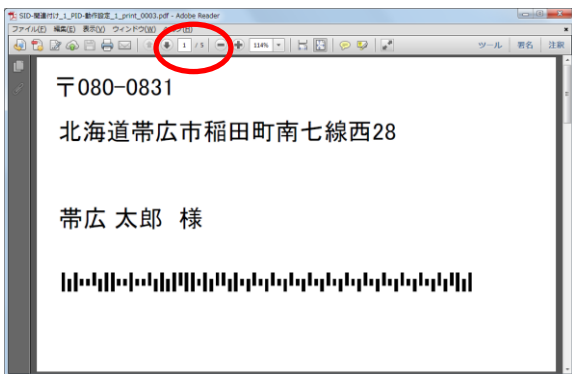 SID-関連付け_1_PID-動作設定_1_print_0003.pdf - Adobe Reader
ファイル(F) 編集(E) 表示(V) ウィンドウ(W) ヘルプ(H)
1 / 5 114% ツール 署名 注釈
〒080-0831
北海道帯広市稲田町南七線西28
帯広 太郎 様